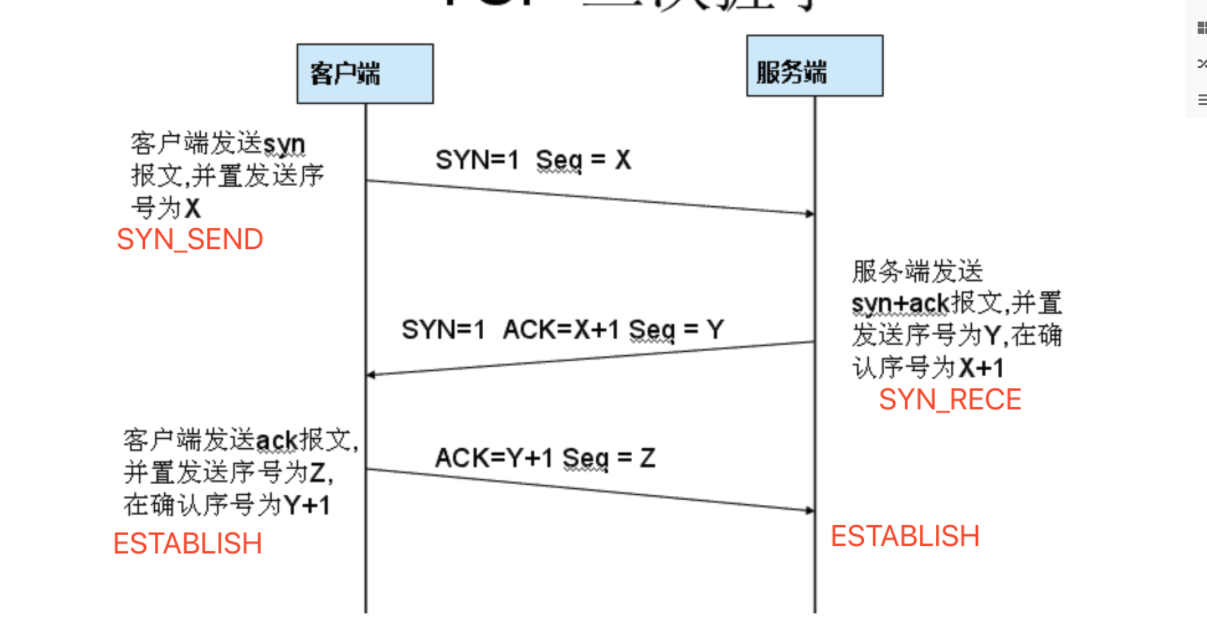 客户端
服务端
客户端发送syn
报文,并置发送序
号为X
SYN_SEND
SYN=1 Seq = X
服务端发送
syn+ack报文,并置
发送序号为Y,在确
认序号为X+1
SYN_RECE
SYN=1 ACK=X+1 Seq = Y
客户端发送ack报文,
并置发送序号为Z,
在确认序号为Y+1
ESTABLISH
ACK=Y+1 Seq = Z
ESTABLISH